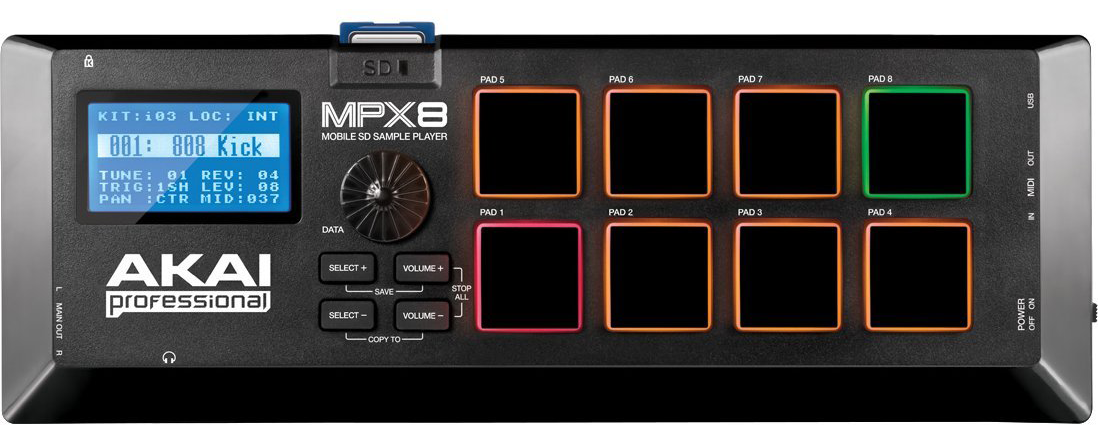 SD
KIT:i03 LOC: INT
001: 808 Kick
TUNE: 01 REV: 04
TRIG:1SH LEV: 08
PAN :CTR MID:037
MPX8
MOBILE SD SAMPLE PLAYER
DATA
AKAI
professional
SELECT +
VOLUME +
SAVE
STOP
ALL
SELECT –
VOLUME –
COPY TO
PAD 5
PAD 6
PAD 7
PAD 8
PAD 1
PAD 2
PAD 3
PAD 4
L MAIN OUT R
USB
IN MIDI OUT
POWER
OFF ON